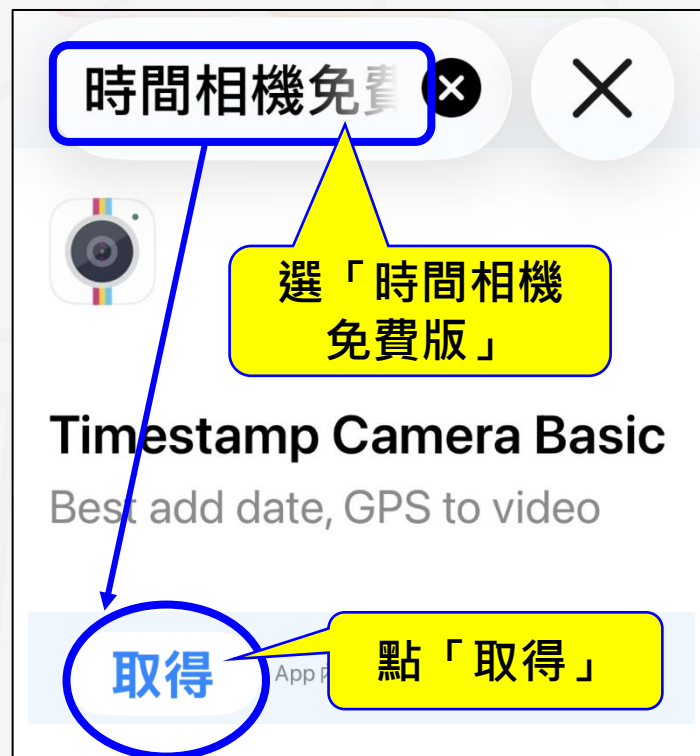 時間相機免費
選「時間相機
免費版」
Timestamp Camera Basic
Best add date, GPS to video
取得
App
點「取得」